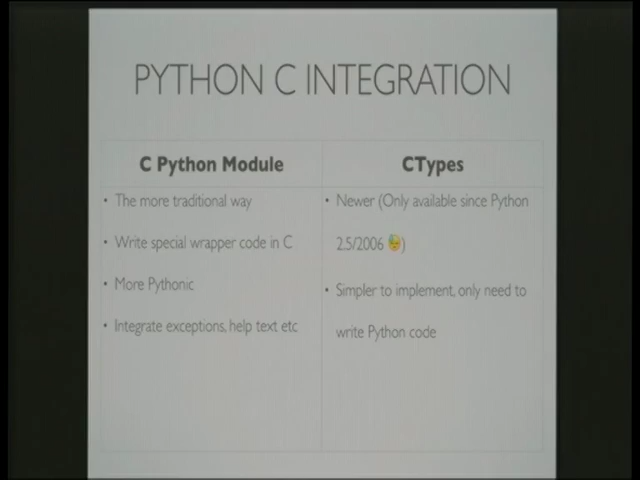 PYTHON C INTEGRATION
C Python Module
• The more traditional way
• Write special wrapper code in C
• More Pythonic
• Integrate exceptions, help text etc
CTypes
• Newer (Only available since Python
2.5/2006 😅)
• Simpler to implement, only need to
write Python code